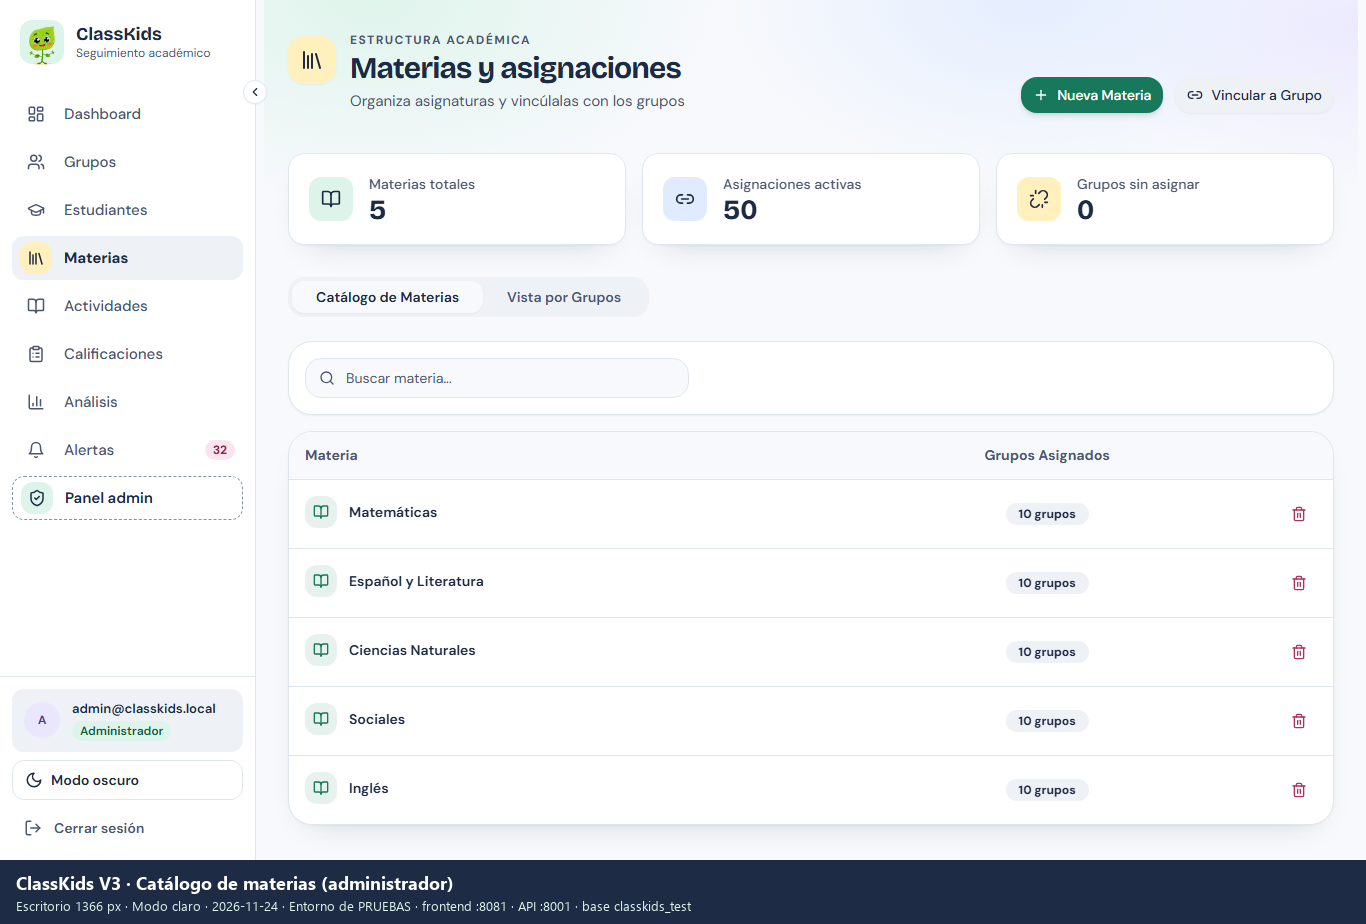 ClassKids
Seguimiento académico
Dashboard
Grupos
Estudiantes
Materias
Actividades
Calificaciones
Análisis
Alertas 32
Panel admin
A
admin@classkids.local
Administrador
Modo oscuro
Cerrar sesión
ESTRUCTURA ACADÉMICA
Materias y asignaciones
Organiza asignaturas y vincúlalas con los grupos
Nueva Materia
Vincular a Grupo
Materias totales
5
Asignaciones activas
50
Grupos sin asignar
0
Catálogo de Materias
Vista por Grupos
Buscar materia...
Materia Grupos Asignados
Matemáticas 10 grupos
Español y Literatura 10 grupos
Ciencias Naturales 10 grupos
Sociales 10 grupos
Inglés 10 grupos
ClassKids V3 · Catálogo de materias (administrador)
Escritorio 1366 px · Modo claro · 2026-11-24 · Entorno de PRUEBAS · frontend :8081 · API :8001 · base classkids_test